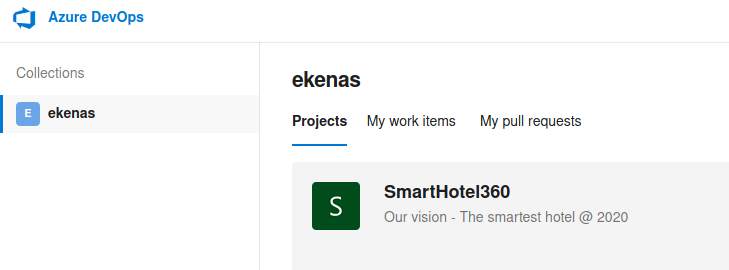 Azure DevOps
Collections
E ekenas
ekenas
Projects My work items My pull requests
S
SmartHotel360
Our vision - The smartest hotel @ 2020